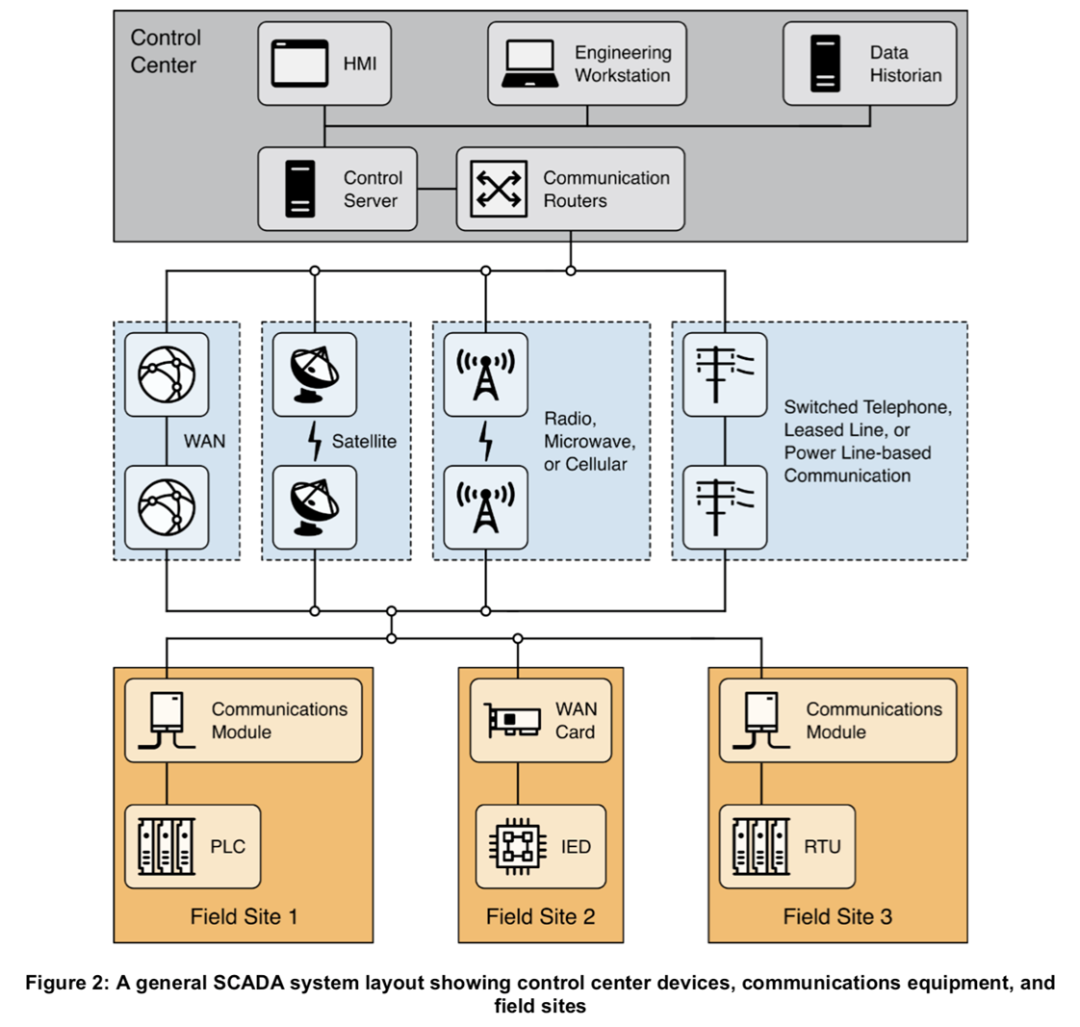 Control
Center
HMI
Engineering
Workstation
Data
Historian
Control
Server
Communication
Routers
WAN
Satellite
Radio,
Microwave,
or Cellular
Switched Telephone,
Leased Line, or
Power Line-based
Communication
Communications
Module
WAN
Card
Communications
Module
PLC
IED
RTU
Field Site 1
Field Site 2
Field Site 3
Figure 2: A general SCADA system layout showing control center devices, communications equipment, and
field sites